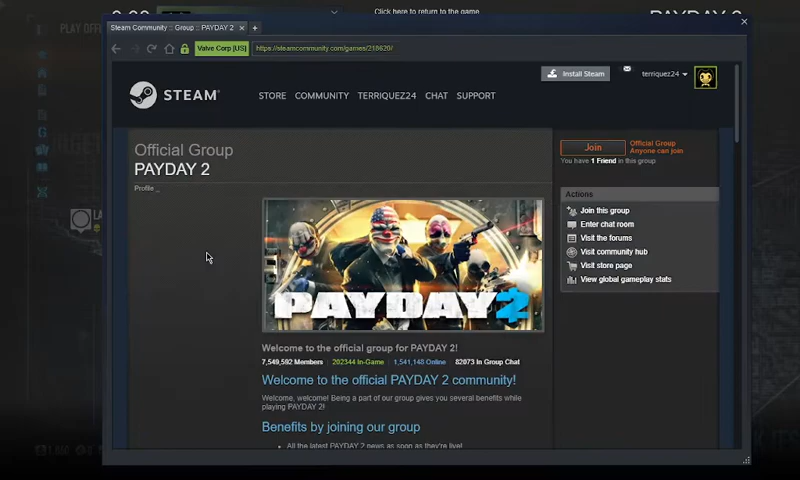 Click here to return to the game
Steam Community :: Group :: PAYDAY 2
Valve Corp [US]
https://steamcommunity.com/games/218620/
Install Steam
terriquez24
STEAM
STORE COMMUNITY TERRIQUEZ24 CHAT SUPPORT
Official Group
PAYDAY 2
Profile
Join
Official Group
Anyone can join
You have 1 Friend in this group
Actions
Join this group
Enter chat room
Visit the forums
Visit community hub
Visit store page
View global gameplay stats
PAYDAY 2
Welcome to the official group for PAYDAY 2!
7,549,592 Members 202344 In-Game 1,541,148 Online 82073 In Group Chat
Welcome to the official PAYDAY 2 community!
Welcome, welcome! Being a part of our group gives you several benefits while
playing PAYDAY 2!
Benefits by joining our group
All the latest PAYDAY 2 news as soon as they're live!